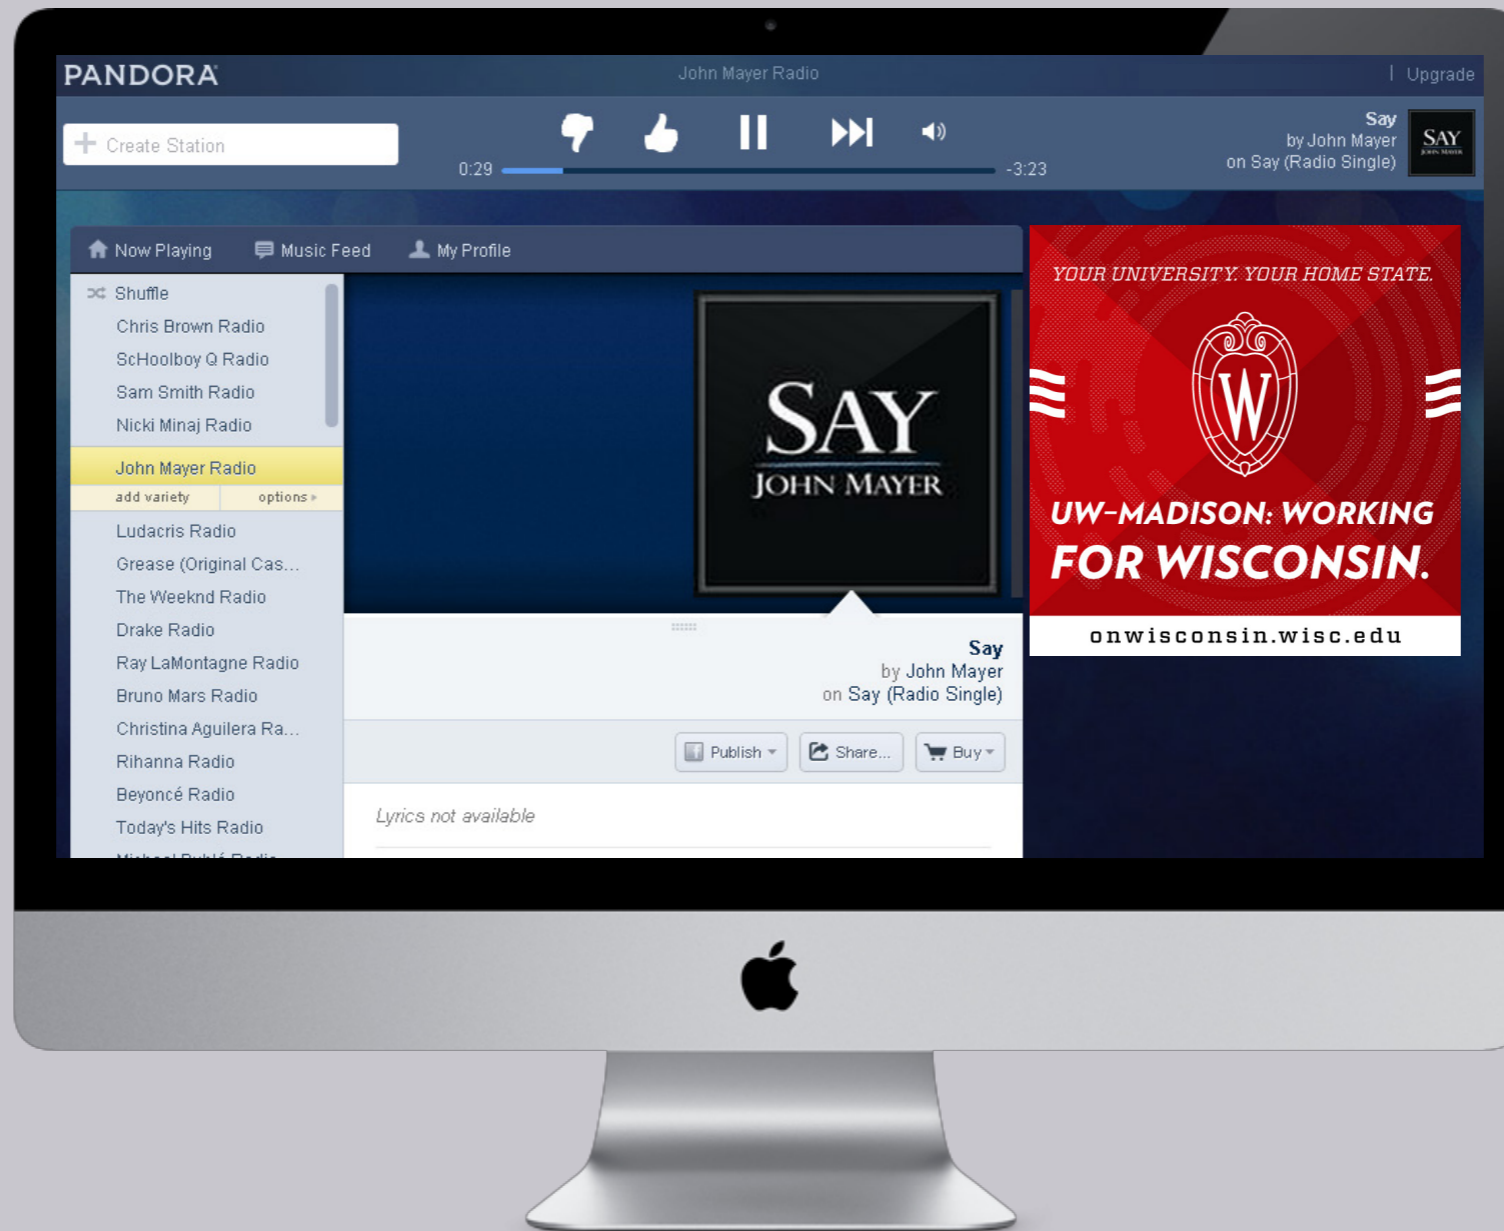 PANDORA
John Mayer Radio
| Upgrade
Create Station
0:29
-3:23
Say
by John Mayer
on Say (Radio Single)
SAY
JOHN MAYER
Now Playing
Music Feed
My Profile
Shuffle
Chris Brown Radio
ScHoolboy Q Radio
Sam Smith Radio
Nicki Minaj Radio
John Mayer Radio
add variety
options »
Ludacris Radio
Grease (Original Cas...
The Weeknd Radio
Drake Radio
Ray LaMontagne Radio
Bruno Mars Radio
Christina Aguilera Ra...
Rihanna Radio
Beyoncé Radio
Today's Hits Radio
SAY
JOHN MAYER
Say
by John Mayer
on Say (Radio Single)
f Publish
Share...
Buy
Lyrics not available
YOUR UNIVERSITY. YOUR HOME STATE.
W
UW-MADISON: WORKING
FOR WISCONSIN.
onwisconsin.wisc.edu